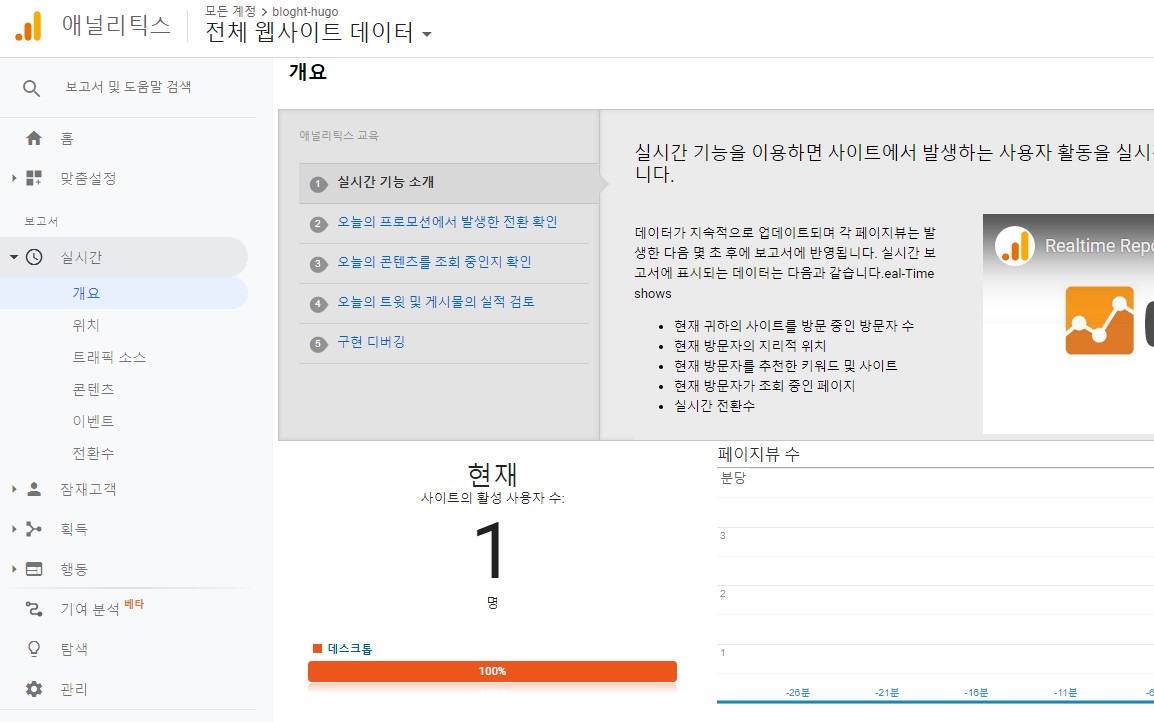 애널리틱스
모든 계정 > bloght-hugo
전체 웹사이트 데이터
보고서 및 도움말 검색
홈
맞춤설정
보고서
실시간
개요
위치
트래픽 소스
콘텐츠
이벤트
전환수
잠재고객
획득
행동
기여 분석 베타
탐색
관리
개요
애널리틱스 교육
1 실시간 기능 소개
2 오늘의 프로모션에서 발생한 전환 확인
3 오늘의 콘텐츠를 조회 중인지 확인
4 오늘의 트윗 및 게시물의 실적 검토
5 구현 디버깅
실시간 기능을 이용하면 사이트에서 발생하는 사용자 활동을 실시
니다.
데이터가 지속적으로 업데이트되며 각 페이지뷰는 발
생한 다음 몇 초 후에 보고서에 반영됩니다. 실시간 보
고서에 표시되는 데이터는 다음과 같습니다.eal-Time
shows
• 현재 귀하의 사이트를 방문 중인 방문자 수
• 현재 방문자의 지리적 위치
• 현재 방문자를 추천한 키워드 및 사이트
• 현재 방문자가 조회 중인 페이지
• 실시간 전환수
Realtime Repo
현재
사이트의 활성 사용자 수:
1
명
데스크톱
100%
페이지뷰 수
분당
3
2
1
-26분 -21분 -16분 -11분